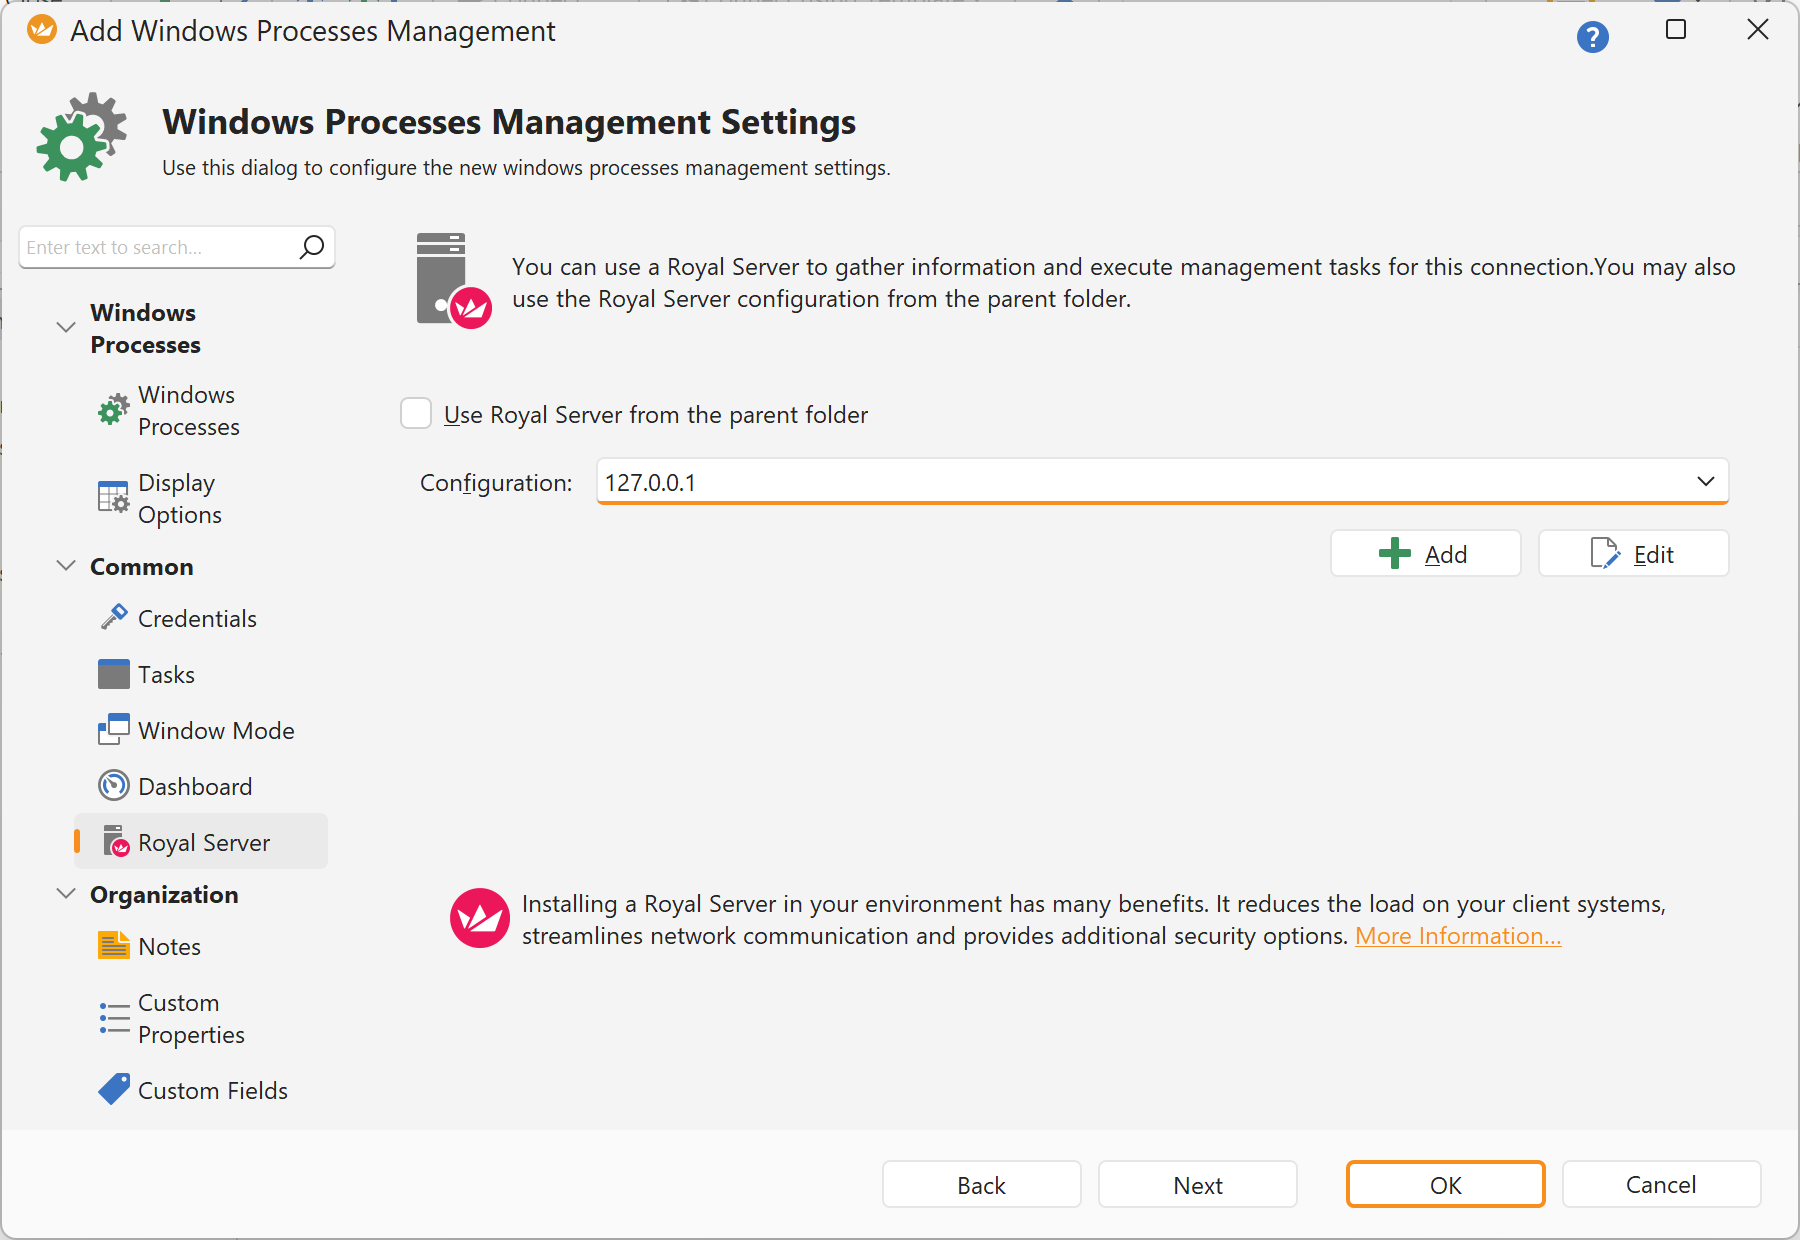 Add Windows Processes Management
?
Windows Processes Management Settings
Use this dialog to configure the new windows processes management settings.
Enter text to search...
Windows
Processes
Windows
Processes
Display
Options
Common
Credentials
Tasks
Window Mode
Dashboard
Royal Server
Organization
Notes
Custom
Properties
Custom Fields
You can use a Royal Server to gather information and execute management tasks for this connection.You may also
use the Royal Server configuration from the parent folder.
Use Royal Server from the parent folder
Configuration: 127.0.0.1
Add Edit
Installing a Royal Server in your environment has many benefits. It reduces the load on your client systems,
streamlines network communication and provides additional security options. More Information...
Back Next OK Cancel